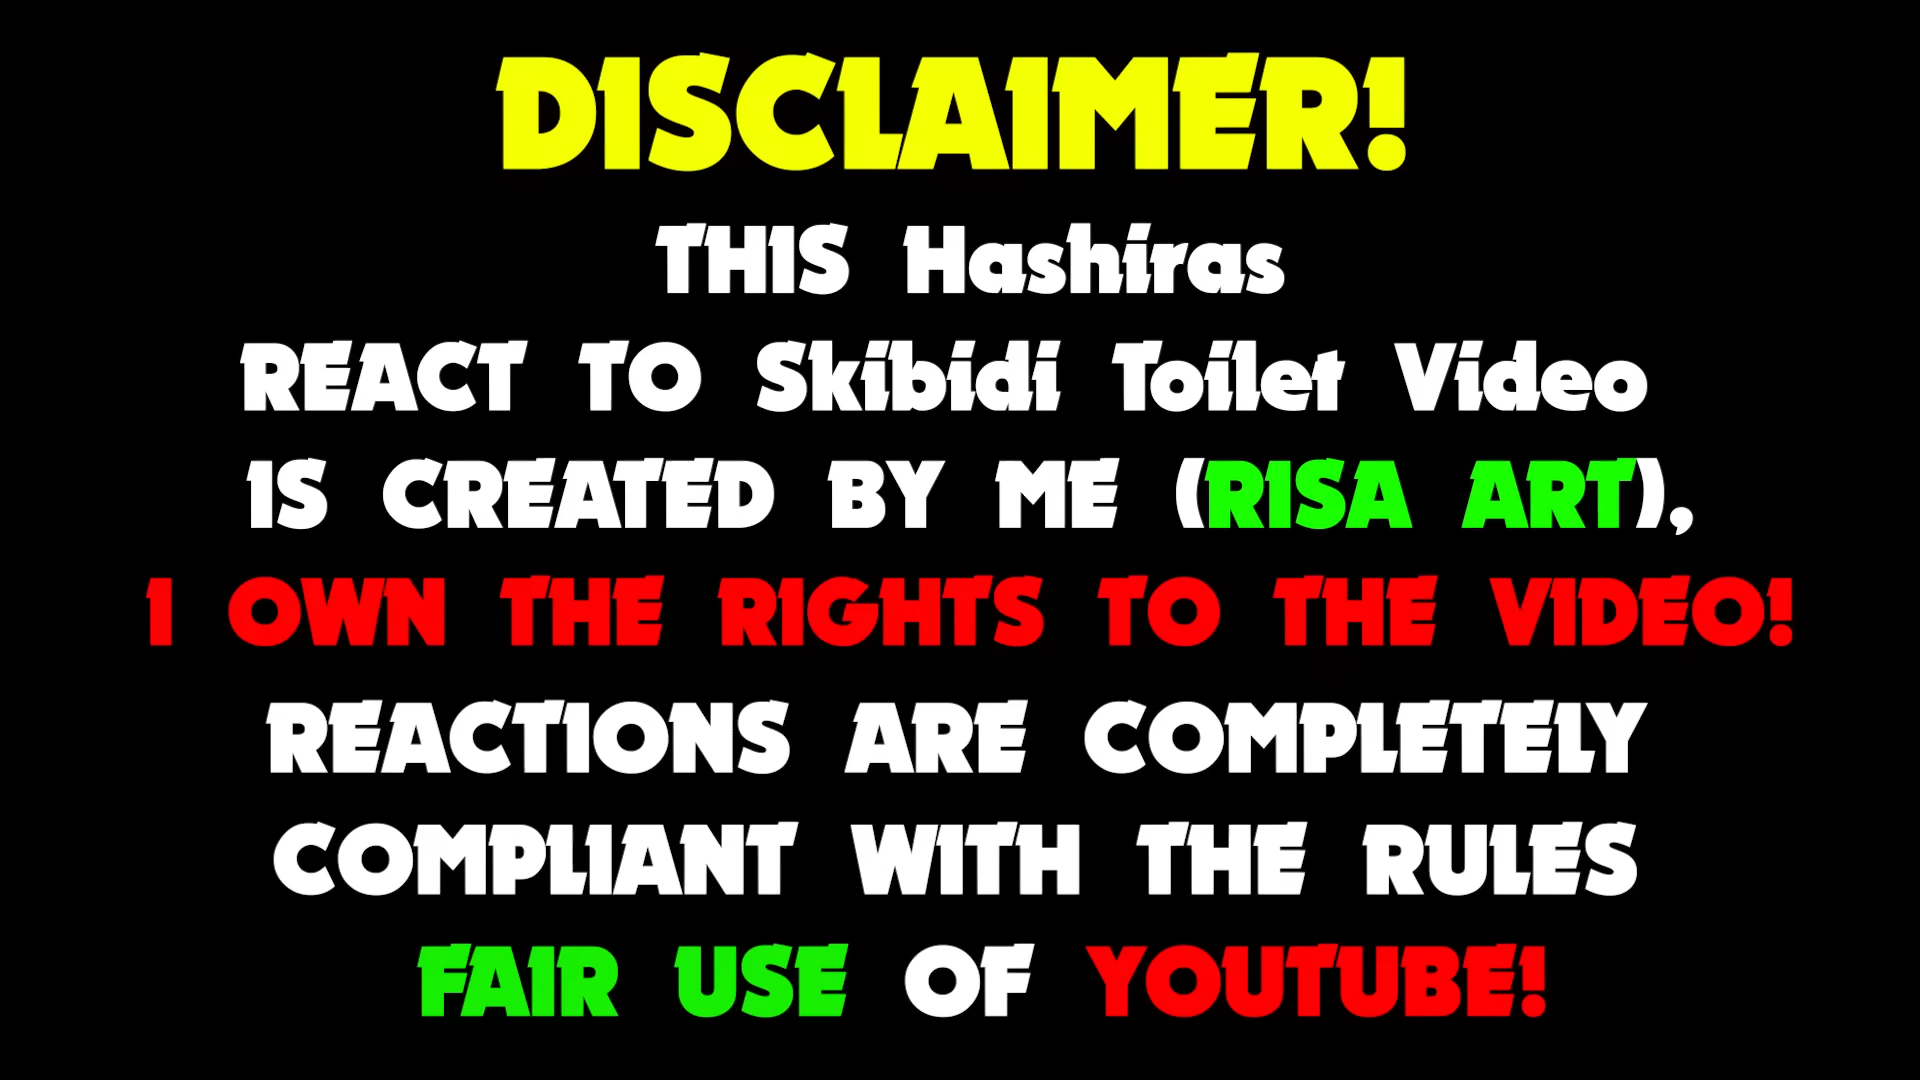 DISCLAIMER!
THIS Hashiras
REACT TO Skibidi Toilet Video
IS CREATED BY ME (RISA ART),
I OWN THE RIGHTS TO THE VIDEO!
REACTIONS ARE COMPLETELY
COMPLIANT WITH THE RULES
FAIR USE OF YOUTUBE!